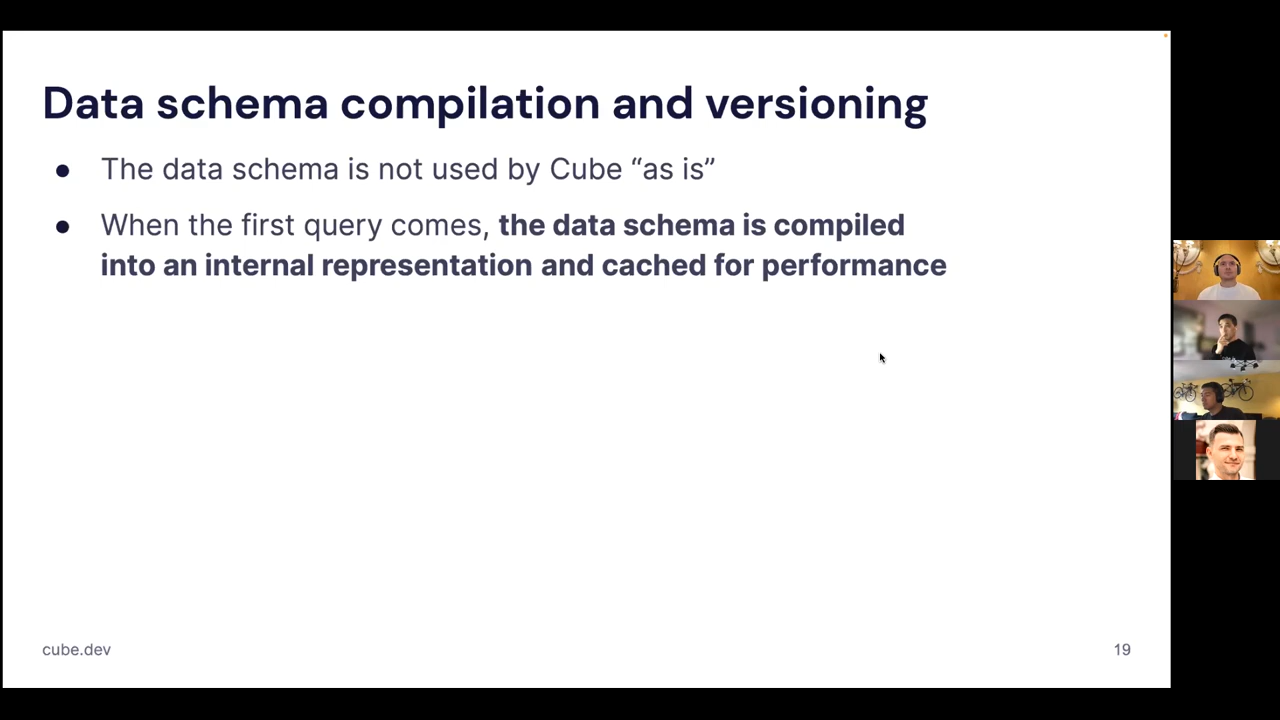 Data schema compilation and versioning
● The data schema is not used by Cube “as is”
● When the first query comes, the data schema is compiled
into an internal representation and cached for performance
cube.dev
19